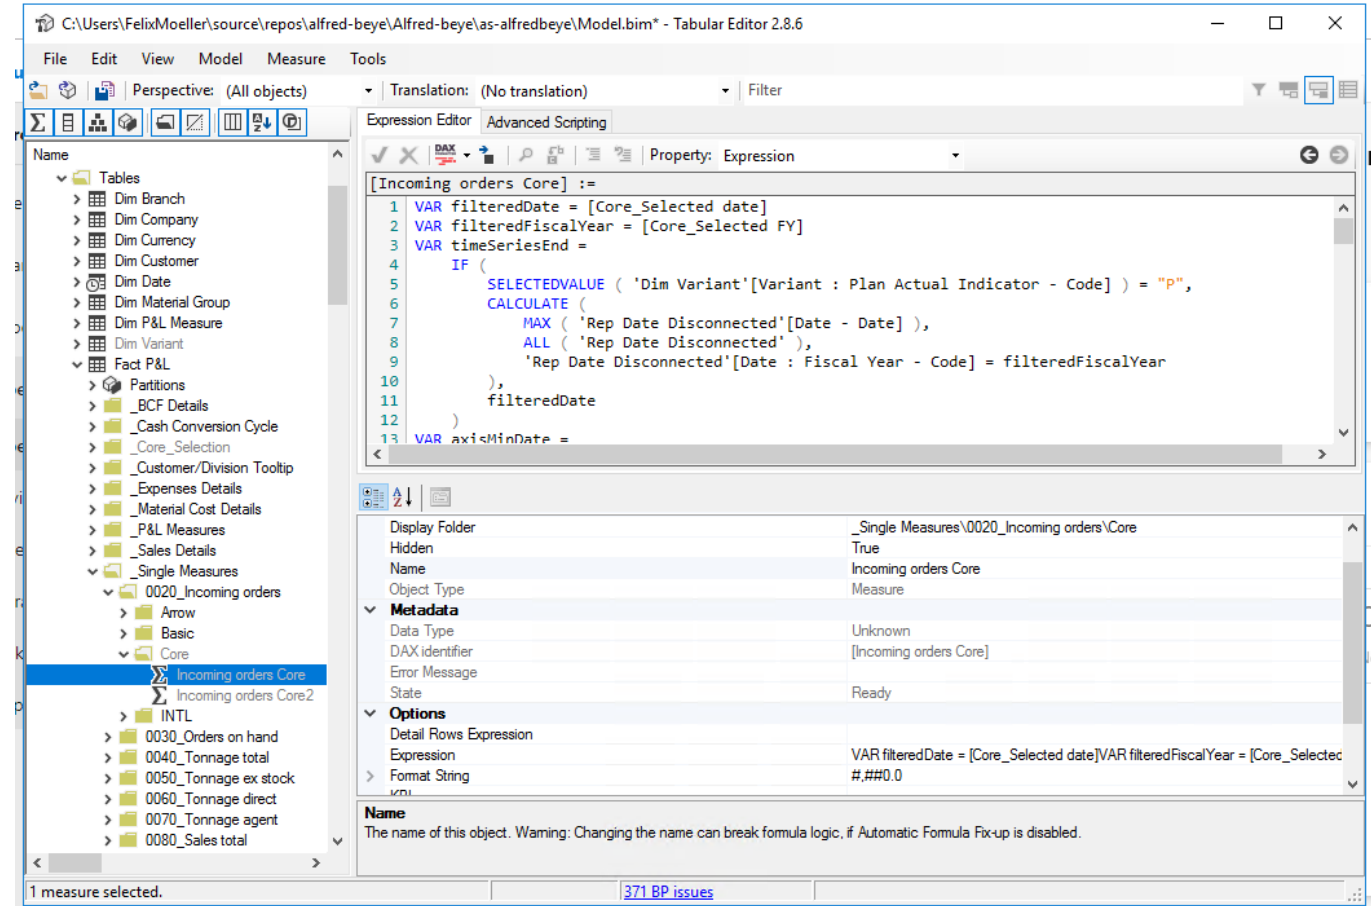 C:\Users\FelixMoeller\source\repos\alfred-beye\Alfred-beye\as-alfredbeye\Model.bim* - Tabular Editor 2.8.6
File Edit View Model Measure Tools
Perspective: (All objects) Translation: (No translation) Filter
Expression Editor Advanced Scripting
Name
Tables
Dim Branch
Dim Company
Dim Currency
Dim Customer
Dim Date
Dim Material Group
Dim P&L Measure
Dim Variant
Fact P&L
Partitions
_BCF Details
_Cash Conversion Cycle
_Core_Selection
_Customer/Division Tooltip
_Expenses Details
_Material Cost Details
_P&L Measures
_Sales Details
_Single Measures
0020_Incoming orders
Arrow
Basic
Core
Incoming orders Core
Incoming orders Core2
INTL
0030_Orders on hand
0040_Tonnage total
0050_Tonnage ex stock
0060_Tonnage direct
0070_Tonnage agent
0080_Sales total
DAX Property: Expression
[Incoming orders Core] :=
1 VAR filteredDate = [Core_Selected date]
2 VAR filteredFiscalYear = [Core_Selected FY]
3 VAR timeSeriesEnd =
4 IF (
5 SELECTEDVALUE ( 'Dim Variant'[Variant : Plan Actual Indicator - Code] ) = "P",
6 CALCULATE (
7 MAX ( 'Rep Date Disconnected'[Date - Date] ),
8 ALL ( 'Rep Date Disconnected' ),
9 'Rep Date Disconnected'[Date : Fiscal Year - Code] = filteredFiscalYear
10 ),
11 filteredDate
12 )
13 VAR axisMinDate =
Display Folder _Single Measures\0020_Incoming orders\Core
Hidden True
Name Incoming orders Core
Object Type Measure
Metadata
Data Type Unknown
DAX identifier [Incoming orders Core]
Error Message
State Ready
Options
Detail Rows Expression
Expression VAR filteredDate = [Core_Selected date]VAR filteredFiscalYear = [Core_Selected
Format String #,##0.0
KPI
Name
The name of this object. Warning: Changing the name can break formula logic, if Automatic Formula Fix-up is disabled.
1 measure selected. 371 BP issues